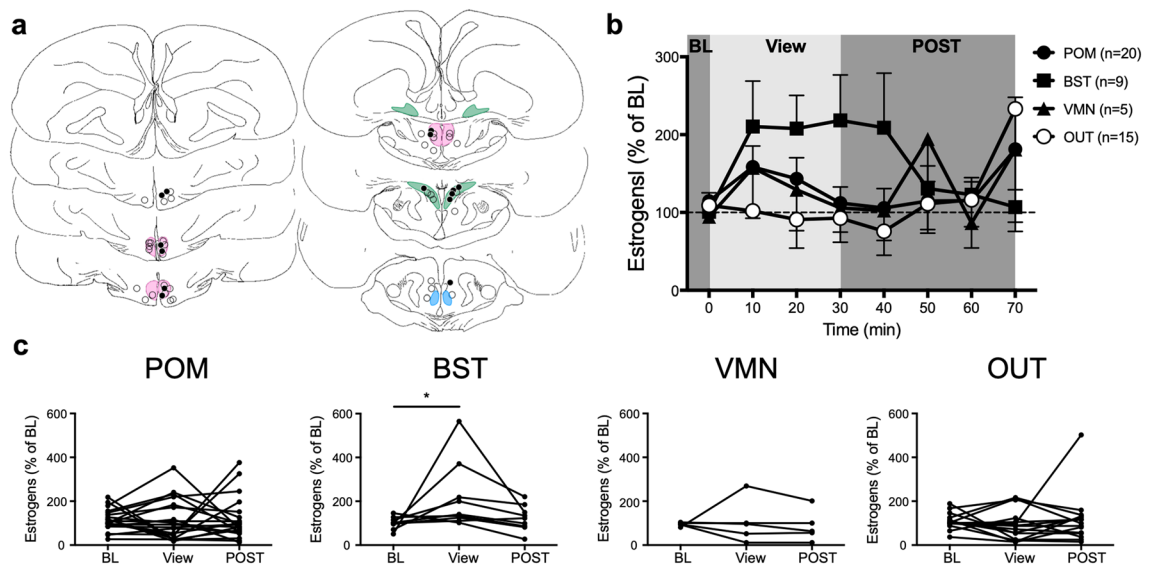 a
b
BL View POST
300
200
100
0
Estrogensl (% of BL)
0 10 20 30 40 50 60 70
Time (min)
POM (n=20)
BST (n=9)
VMN (n=5)
OUT (n=15)
c
POM
600
400
200
0
Estrogens (% of BL)
BL View POST
BST
*
600
400
200
0
Estrogens (% of BL)
BL View POST
VMN
600
400
200
0
Estrogens (% of BL)
BL View POST
OUT
600
400
200
0
Estrogens (% of BL)
BL View POST